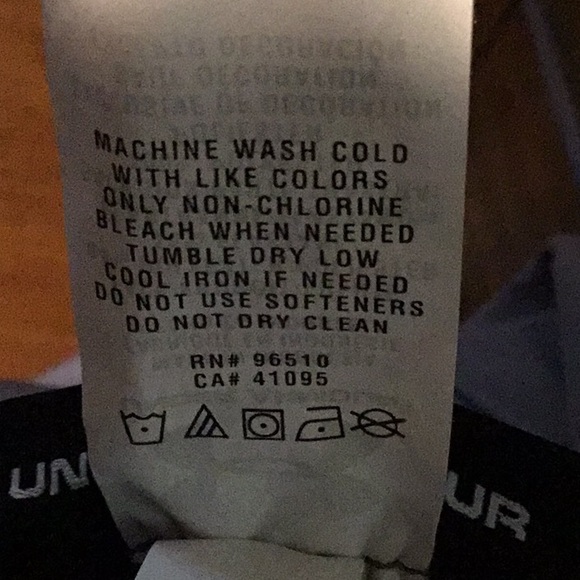 MACHINE WASH COLD
WITH LIKE COLORS
ONLY NON-CHLORINE
BLEACH WHEN NEEDED
TUMBLE DRY LOW
COOL IRON IF NEEDED
DO NOT USE SOFTENERS
DO NOT DRY CLEAN
RN# 96510
CA# 41095
UN
UR